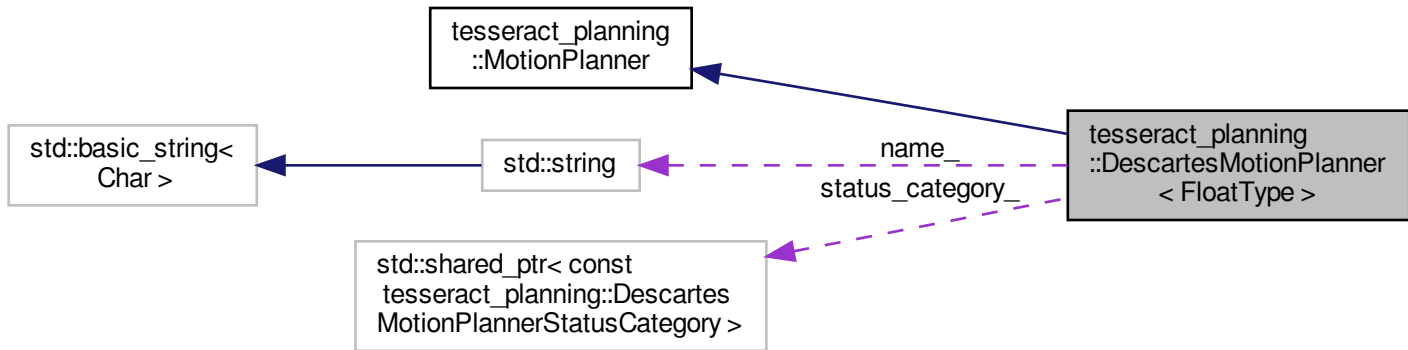 tesseract_planning
::MotionPlanner
std::basic_string<
Char >
std::string
name_
status_category_
tesseract_planning
::DescartesMotionPlanner
< FloatType >
std::shared_ptr< const
tesseract_planning::Descartes
MotionPlannerStatusCategory >